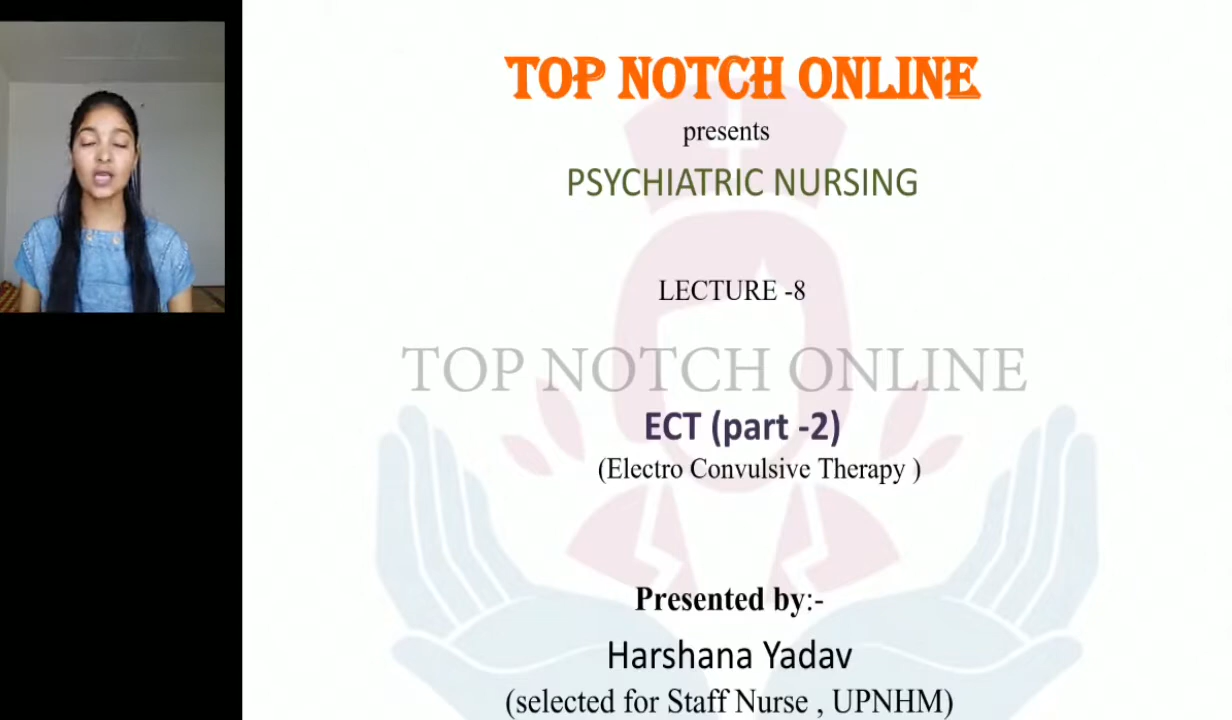 TOP NOTCH ONLINE
presents
PSYCHIATRIC NURSING
LECTURE -8
TOP NOTCH ONLINE
ECT (part -2)
(Electro Convulsive Therapy )
Presented by:-
Harshana Yadav
(selected for Staff Nurse , UPNHM)